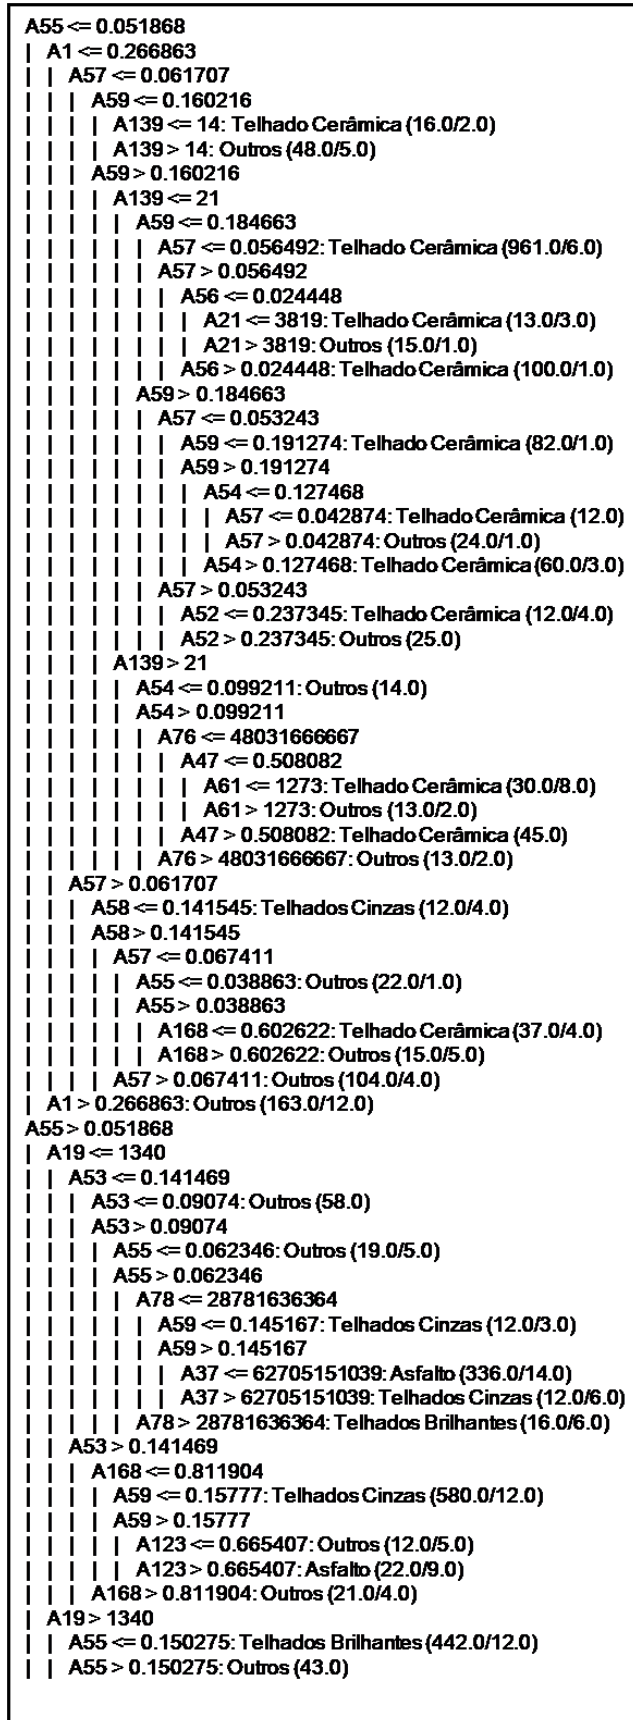 A55 <= 0.051868
| A1 <= 0.266863
| | A57 <= 0.061707
| | | A59 <= 0.160216
| | | | A139 <= 14: Telhado Cerâmica (16.0/2.0)
| | | | A139 > 14: Outros (48.0/5.0)
| | | A59 > 0.160216
| | | | A139 <= 21
| | | | | A59 <= 0.184663
| | | | | | A57 <= 0.056492: Telhado Cerâmica (961.0/6.0)
| | | | | | A57 > 0.056492
| | | | | | | A56 <= 0.024448
| | | | | | | | A21 <= 3819: Telhado Cerâmica (13.0/3.0)
| | | | | | | | A21 > 3819: Outros (15.0/1.0)
| | | | | | | A56 > 0.024448: Telhado Cerâmica (100.0/1.0)
| | | | | A59 > 0.184663
| | | | | | A57 <= 0.053243
| | | | | | | A59 <= 0.191274: Telhado Cerâmica (82.0/1.0)
| | | | | | | A59 > 0.191274
| | | | | | | | A54 <= 0.127468
| | | | | | | | | A57 <= 0.042874: Telhado Cerâmica (12.0)
| | | | | | | | | A57 > 0.042874: Outros (24.0/1.0)
| | | | | | | | A54 > 0.127468: Telhado Cerâmica (60.0/3.0)
| | | | | | A57 > 0.053243
| | | | | | | A52 <= 0.237345: Telhado Cerâmica (12.0/4.0)
| | | | | | | A52 > 0.237345: Outros (25.0)
| | | | A139 > 21
| | | | | A54 <= 0.099211: Outros (14.0)
| | | | | A54 > 0.099211
| | | | | | A76 <= 48031666667
| | | | | | | A47 <= 0.508082
| | | | | | | | A61 <= 1273: Telhado Cerâmica (30.0/8.0)
| | | | | | | | A61 > 1273: Outros (13.0/2.0)
| | | | | | | A47 > 0.508082: Telhado Cerâmica (45.0)
| | | | | | A76 > 48031666667: Outros (13.0/2.0)
| | A57 > 0.061707
| | | A58 <= 0.141545: Telhados Cinzas (12.0/4.0)
| | | A58 > 0.141545
| | | | A57 <= 0.067411
| | | | | A55 <= 0.038863: Outros (22.0/1.0)
| | | | | A55 > 0.038863
| | | | | | A168 <= 0.602622: Telhado Cerâmica (37.0/4.0)
| | | | | | A168 > 0.602622: Outros (15.0/5.0)
| | | | A57 > 0.067411: Outros (104.0/4.0)
| A1 > 0.266863: Outros (163.0/12.0)
A55 > 0.051868
| A19 <= 1340
| | A53 <= 0.141469
| | | A53 <= 0.09074: Outros (58.0)
| | | A53 > 0.09074
| | | | A55 <= 0.062346: Outros (19.0/5.0)
| | | | A55 > 0.062346
| | | | | A78 <= 28781636364
| | | | | | A59 <= 0.145167: Telhados Cinzas (12.0/3.0)
| | | | | | A59 > 0.145167
| | | | | | | A37 <= 62705151039: Asfalto (336.0/14.0)
| | | | | | | A37 > 62705151039: Telhados Cinzas (12.0/6.0)
| | | | | A78 > 28781636364: Telhados Brilhantes (16.0/6.0)
| | A53 > 0.141469
| | | A168 <= 0.811904
| | | | A59 <= 0.15777: Telhados Cinzas (580.0/12.0)
| | | | A59 > 0.15777
| | | | | A123 <= 0.665407: Outros (12.0/5.0)
| | | | | A123 > 0.665407: Asfalto (22.0/9.0)
| | | A168 > 0.811904: Outros (21.0/4.0)
| A19 > 1340
| | A55 <= 0.150275: Telhados Brilhantes (442.0/12.0)
| | A55 > 0.150275: Outros (43.0)